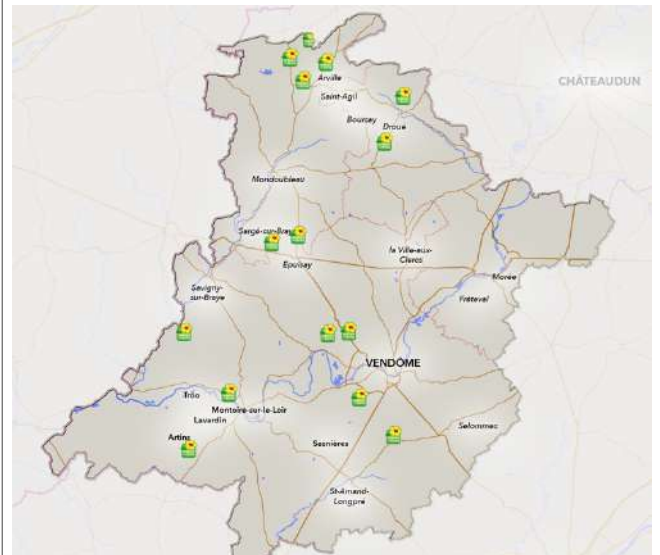 CHÂTEAUDUN
Arville
Saint-Agil
Boursay
Droué
Mondoubleau
Sargé-sur-Braye
la Ville-aux-
Clercs
Epuisay
Savigny-
sur-Braye
Morée
Fréteval
VENDÔME
Trôo
Montoire-sur-le-Loir
Lavardin
Artins
Sasnières
Selommes
St-Amand-
Longpré